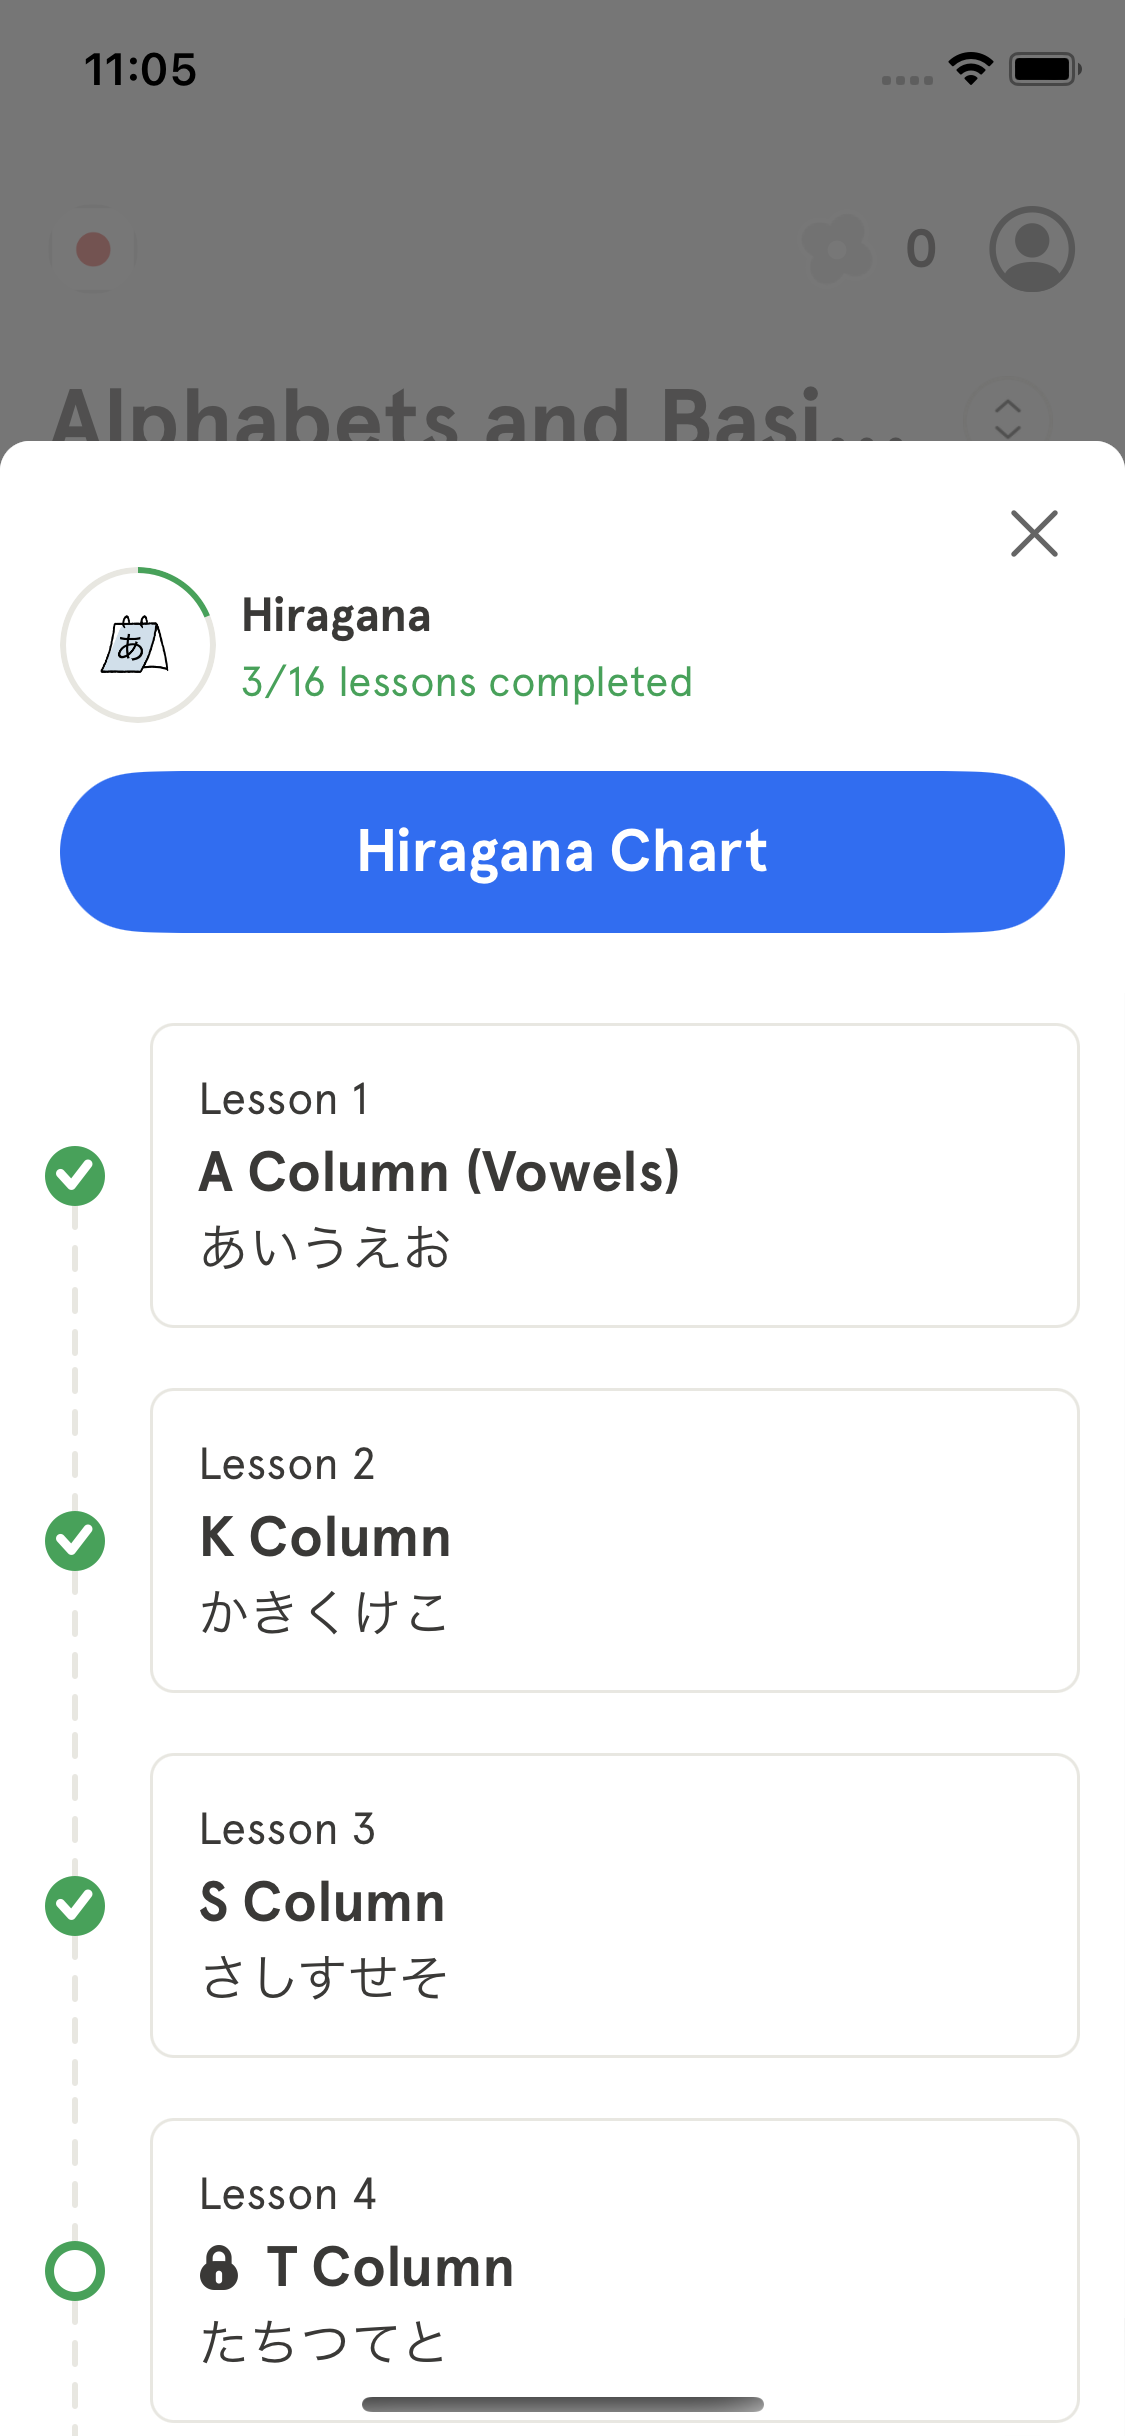 11:05
0
Alphabets and Basi...
あ
Hiragana
3/16 lessons completed
Hiragana Chart
Lesson 1
A Column (Vowels)
あいうえお
Lesson 2
K Column
かきくけこ
Lesson 3
S Column
さしすせそ
Lesson 4
T Column
たちつてと